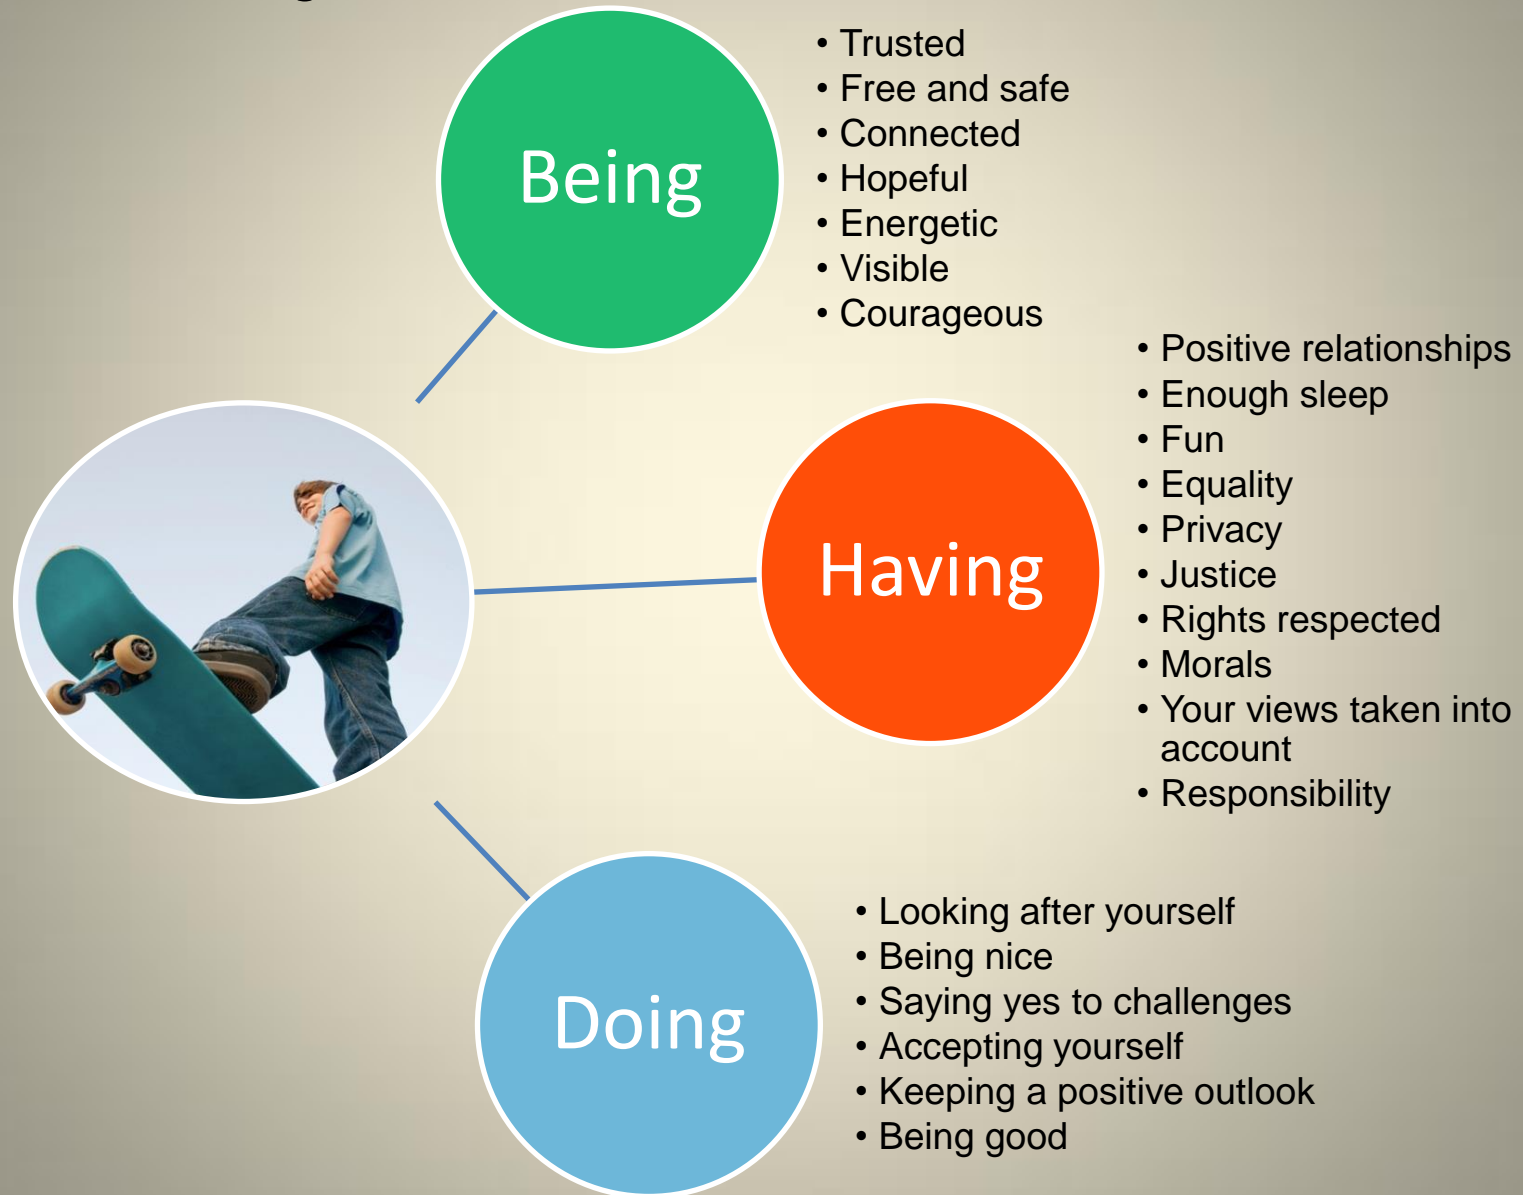 Being
• Trusted
• Free and safe
• Connected
• Hopeful
• Energetic
• Visible
• Courageous
Having
• Positive relationships
• Enough sleep
• Fun
• Equality
• Privacy
• Justice
• Rights respected
• Morals
• Your views taken into
account
• Responsibility
Doing
• Looking after yourself
• Being nice
• Saying yes to challenges
• Accepting yourself
• Keeping a positive outlook
• Being good